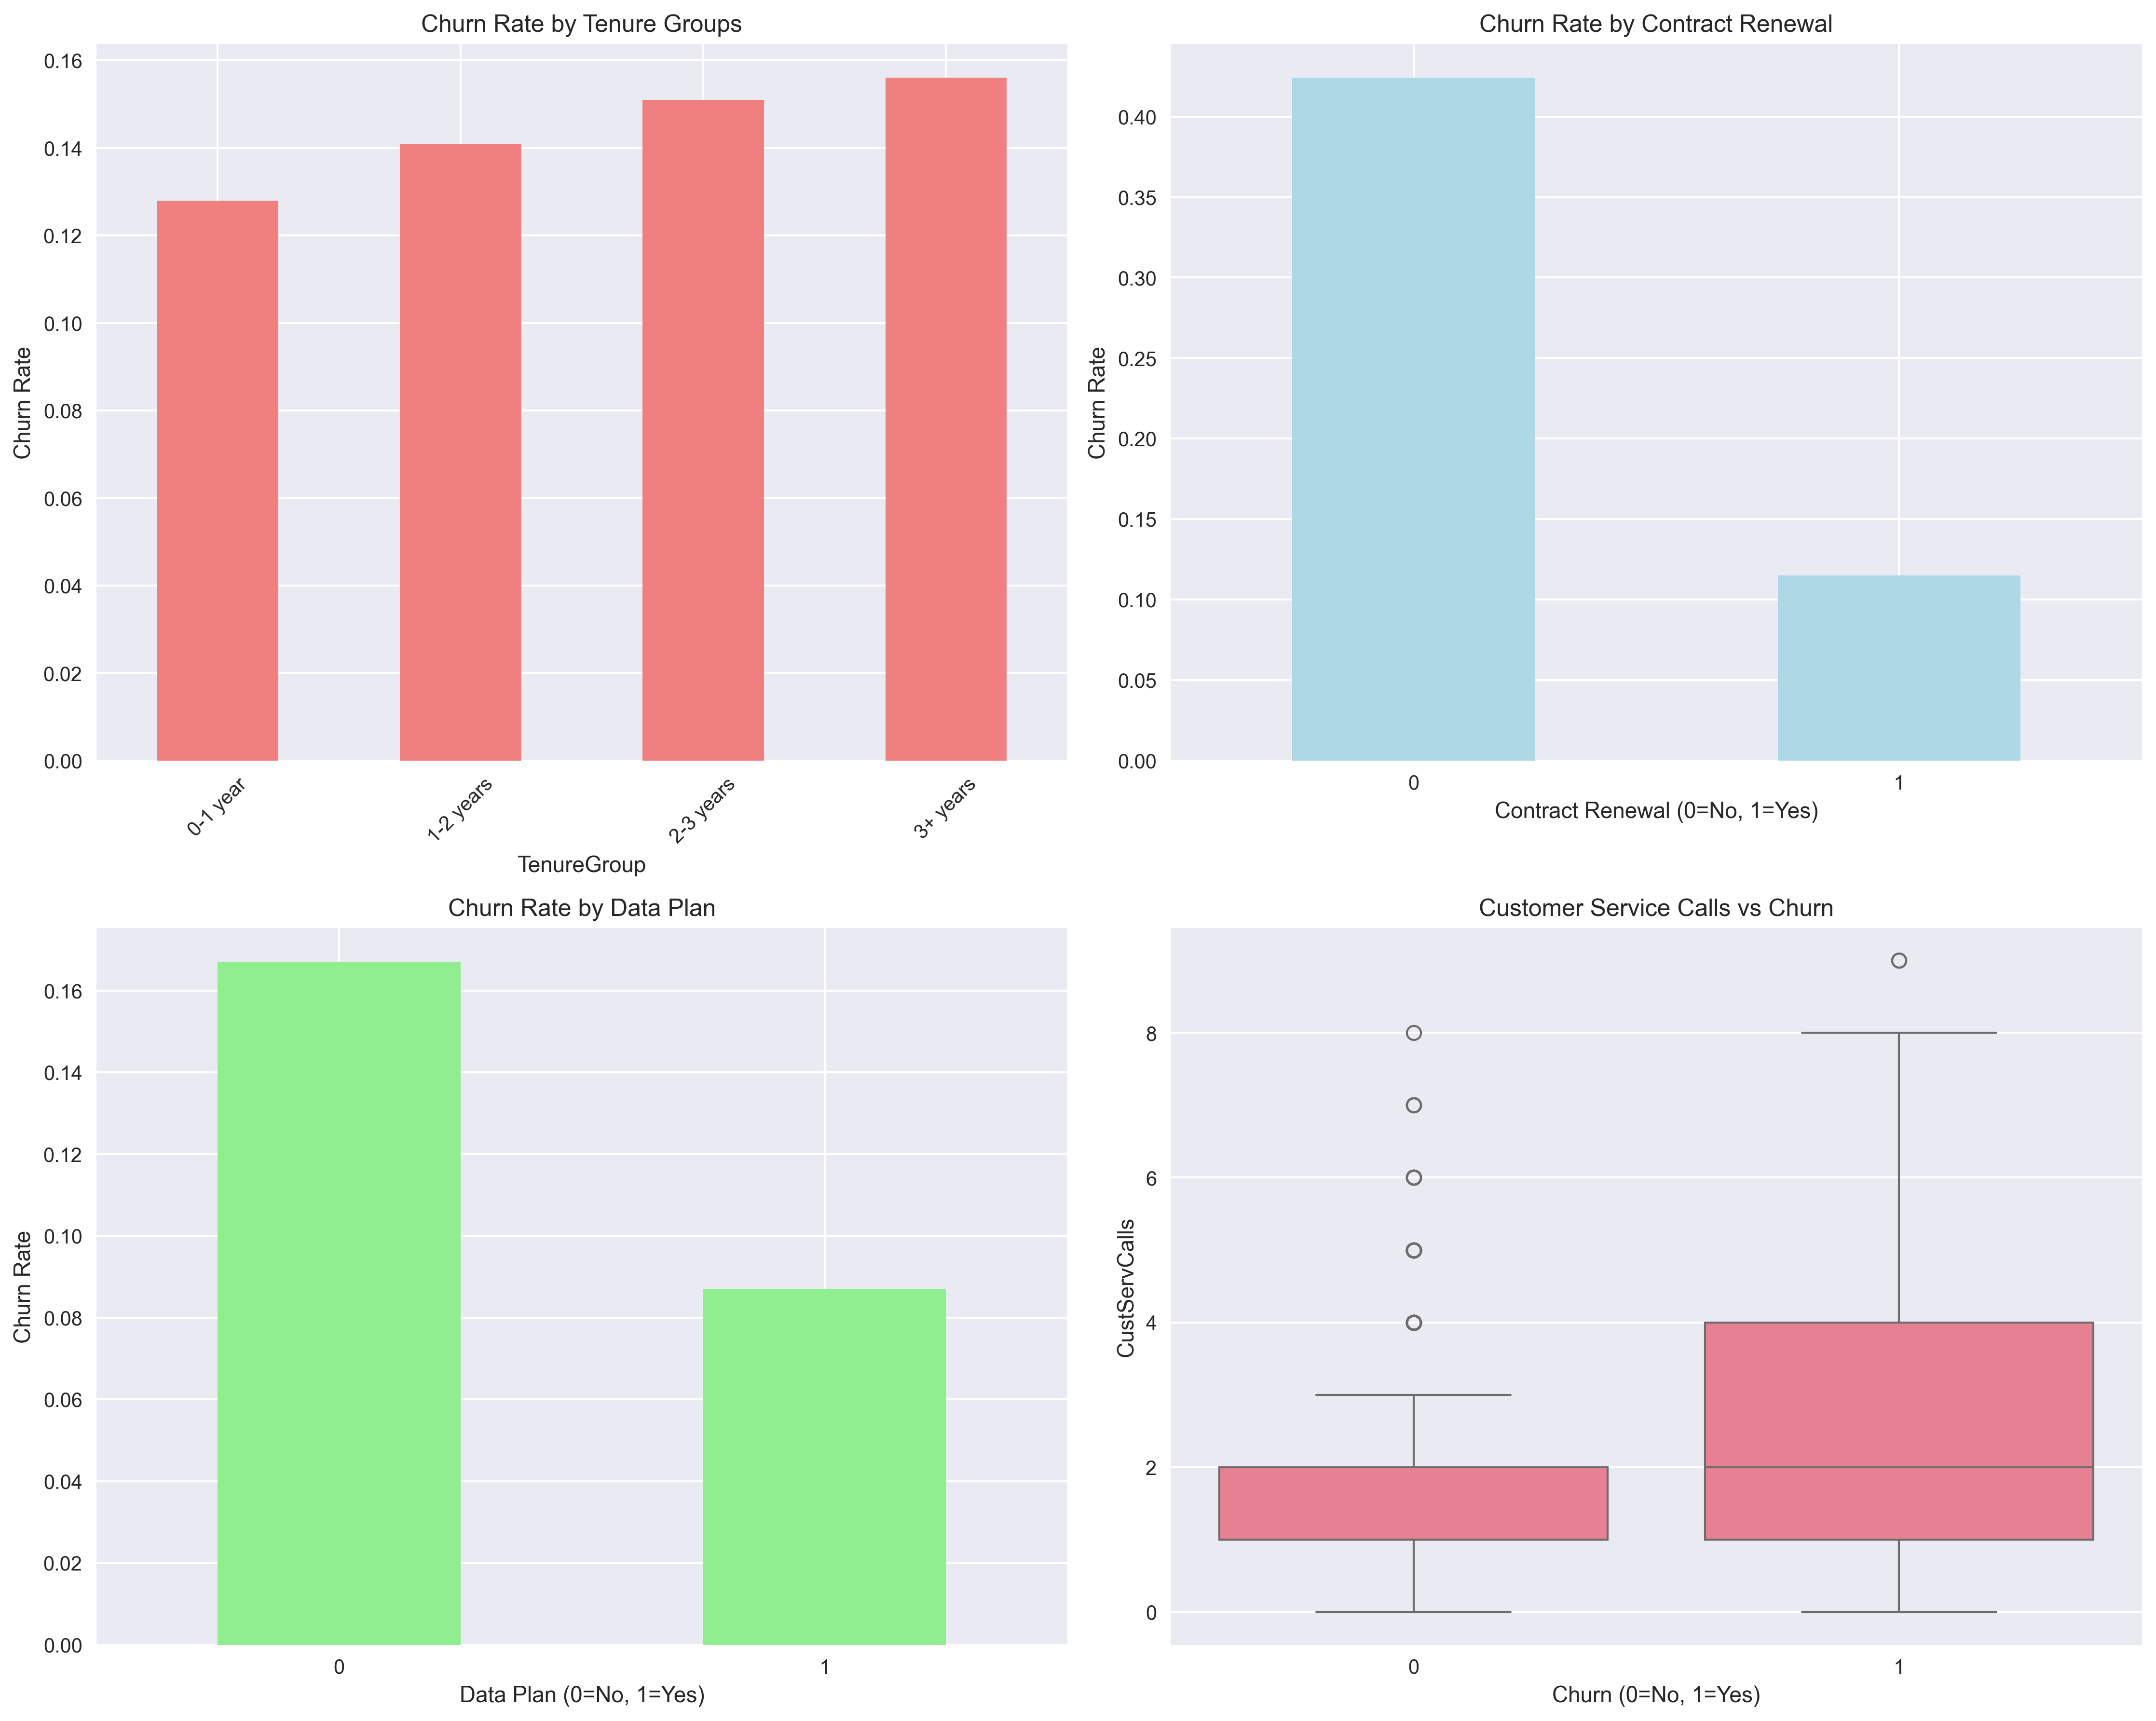 Churn Rate by Tenure Groups
Churn Rate
0.16
0.14
0.12
0.10
0.08
0.06
0.04
0.02
0.00
0-1 year
1-2 years
2-3 years
3+ years
TenureGroup
Churn Rate by Contract Renewal
Churn Rate
0.40
0.35
0.30
0.25
0.20
0.15
0.10
0.05
0.00
0
1
Contract Renewal (0=No, 1=Yes)
Churn Rate by Data Plan
Churn Rate
0.16
0.14
0.12
0.10
0.08
0.06
0.04
0.02
0.00
0
1
Data Plan (0=No, 1=Yes)
Customer Service Calls vs Churn
CustServCalls
8
6
4
2
0
0
1
Churn (0=No, 1=Yes)